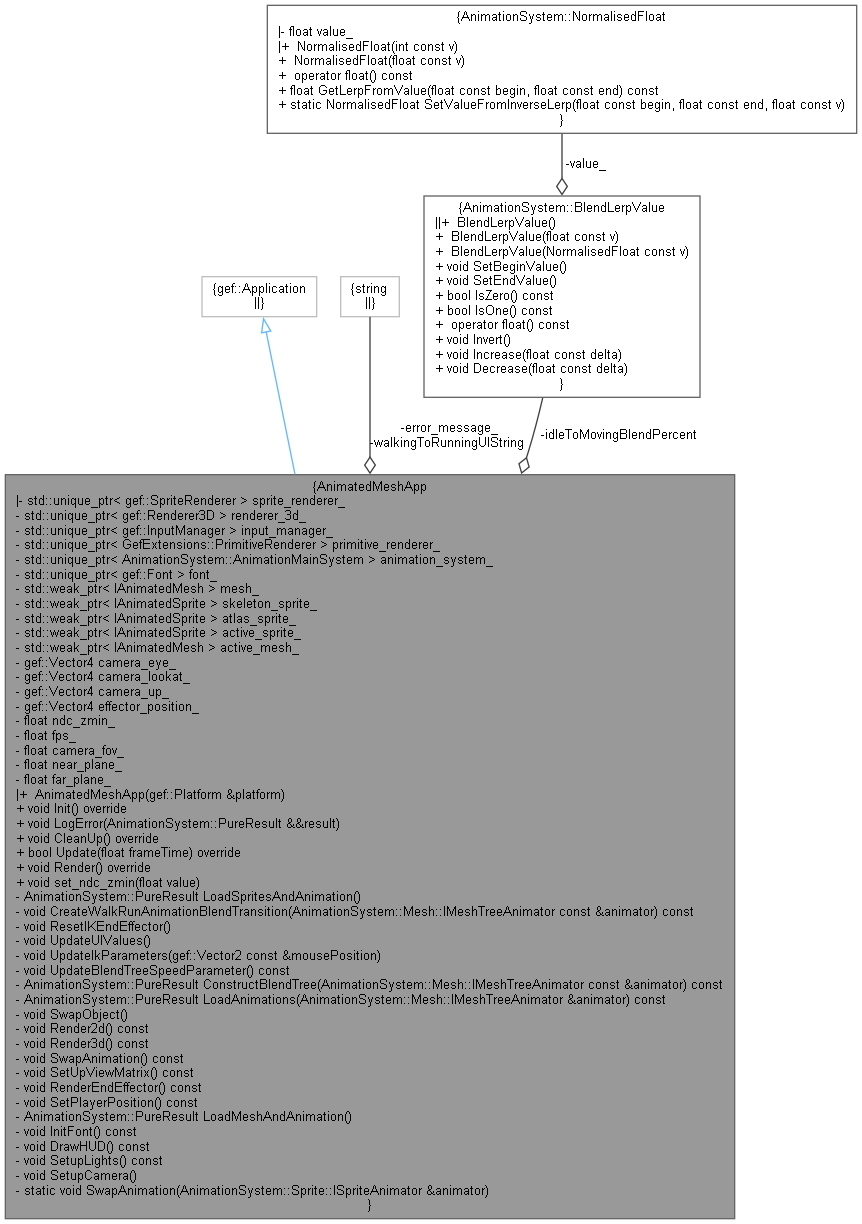 {AnimationSystem::NormalisedFloat
|- float value_
|+  NormalisedFloat(int const v)
+  NormalisedFloat(float const v)
+  operator float() const
+ float GetLerpFromValue(float const begin, float const end) const
+ static NormalisedFloat SetValueFromInverseLerp(float const begin, float const end, float const v)
}
-value_
{AnimationSystem::BlendLerpValue
||+  BlendLerpValue()
+  BlendLerpValue(float const v)
+  BlendLerpValue(NormalisedFloat const v)
+ void SetBeginValue()
+ void SetEndValue()
+ bool IsZero() const
+ bool IsOne() const
+  operator float() const
+ void Invert()
+ void Increase(float const delta)
+ void Decrease(float const delta)
}
{gef::Application
||}
{string
||}
-error_message_
-walkingToRunningUIString
-idleToMovingBlendPercent
{AnimatedMeshApp
|- std::unique_ptr< gef::SpriteRenderer > sprite_renderer_
- std::unique_ptr< gef::Renderer3D > renderer_3d_
- std::unique_ptr< gef::InputManager > input_manager_
- std::unique_ptr< GefExtensions::PrimitiveRenderer > primitive_renderer_
- std::unique_ptr< AnimationSystem::AnimationMainSystem > animation_system_
- std::unique_ptr< gef::Font > font_
- std::weak_ptr< IAnimatedMesh > mesh_
- std::weak_ptr< IAnimatedSprite > skeleton_sprite_
- std::weak_ptr< IAnimatedSprite > atlas_sprite_
- std::weak_ptr< IAnimatedSprite > active_sprite_
- std::weak_ptr< IAnimatedMesh > active_mesh_
- gef::Vector4 camera_eye_
- gef::Vector4 camera_lookat_
- gef::Vector4 camera_up_
- gef::Vector4 effector_position_
- float ndc_zmin_
- float fps_
- float camera_fov_
- float near_plane_
- float far_plane_
|+  AnimatedMeshApp(gef::Platform &platform)
+ void Init() override
+ void LogError(AnimationSystem::PureResult &&result)
+ void CleanUp() override
+ bool Update(float frameTime) override
+ void Render() override
+ void set_ndc_zmin(float value)
- AnimationSystem::PureResult LoadSpritesAndAnimation()
- void CreateWalkRunAnimationBlendTransition(AnimationSystem::Mesh::IMeshTreeAnimator const &animator) const
- void ResetIKEndEffector()
- void UpdateUIValues()
- void UpdateIkParameters(gef::Vector2 const &mousePosition)
- void UpdateBlendTreeSpeedParameter() const
- AnimationSystem::PureResult ConstructBlendTree(AnimationSystem::Mesh::IMeshTreeAnimator const &animator) const
- AnimationSystem::PureResult LoadAnimations(AnimationSystem::Mesh::IMeshTreeAnimator &animator) const
- void SwapObject()
- void Render2d() const
- void Render3d() const
- void SwapAnimation() const
- void SetUpViewMatrix() const
- void RenderEndEffector() const
- void SetPlayerPosition() const
- AnimationSystem::PureResult LoadMeshAndAnimation()
- void InitFont() const
- void DrawHUD() const
- void SetupLights() const
- void SetupCamera()
- static void SwapAnimation(AnimationSystem::Sprite::ISpriteAnimator &animator)
}